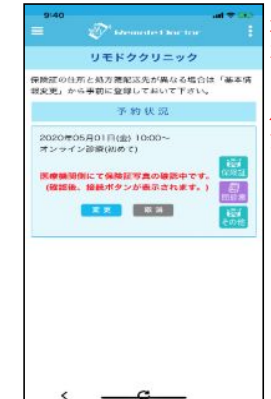 9:40
Remote Doctor
リモドククリニック
保険証の住所と処方箋配送先が異なる場合は「基本情
報変更」から事前に登録しておいて下さい。
予約状況
2020年05月01日(金) 10:00～
オンライン診療(初めて)
医療機関側にて保険証写真の確認中です。
(確認後、接続ボタンが表示されます。)
保険証
問診票
その他
変更 取消